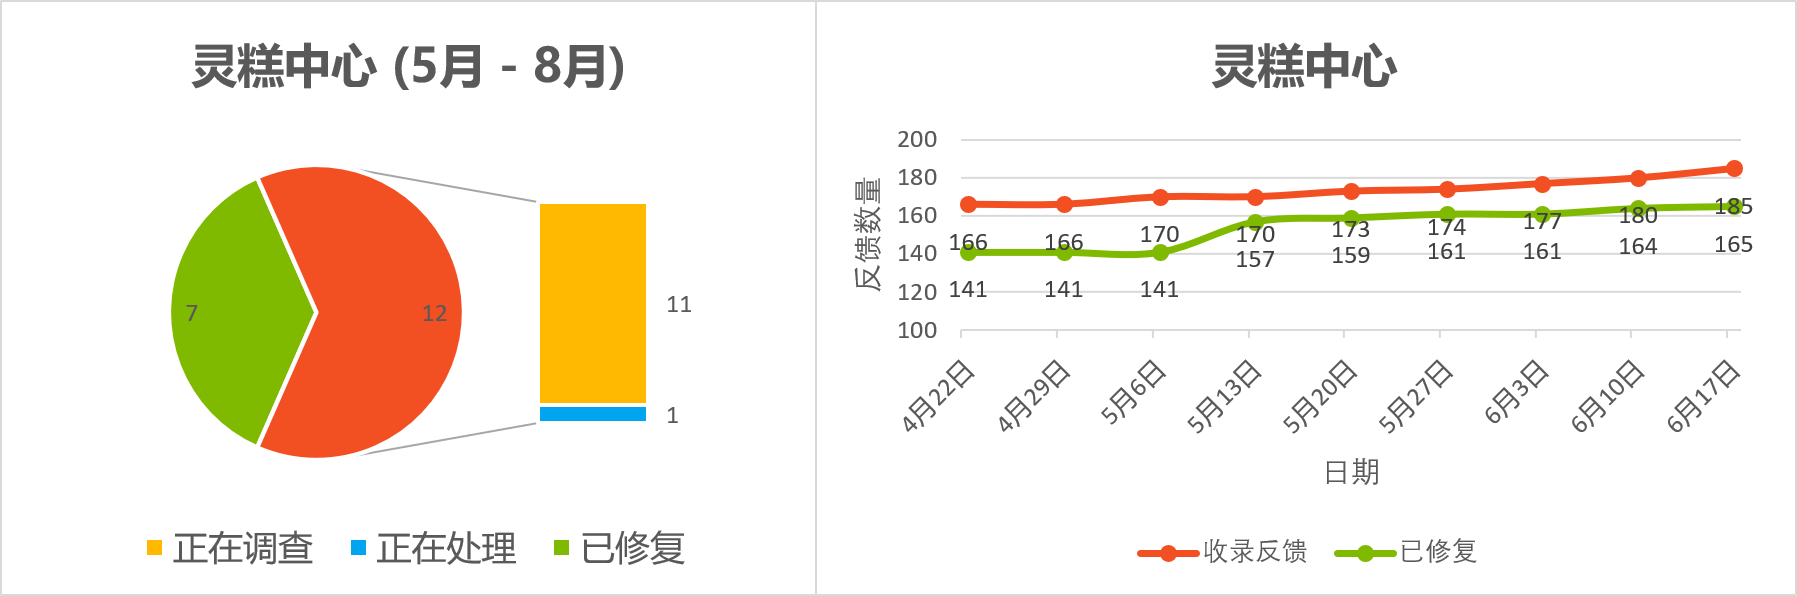 灵糕中心 (5月 - 8月)
7
12
11
1
正在调查 正在处理 已修复
灵糕中心
反馈数量
200
180
160
140
120
100
166 166 170 170 173 174 177 180 185
141 141 141 157 159 161 161 164 165
4月22日 4月29日 5月6日 5月13日 5月20日 5月27日 6月3日 6月10日 6月17日
日期
收录反馈 已修复